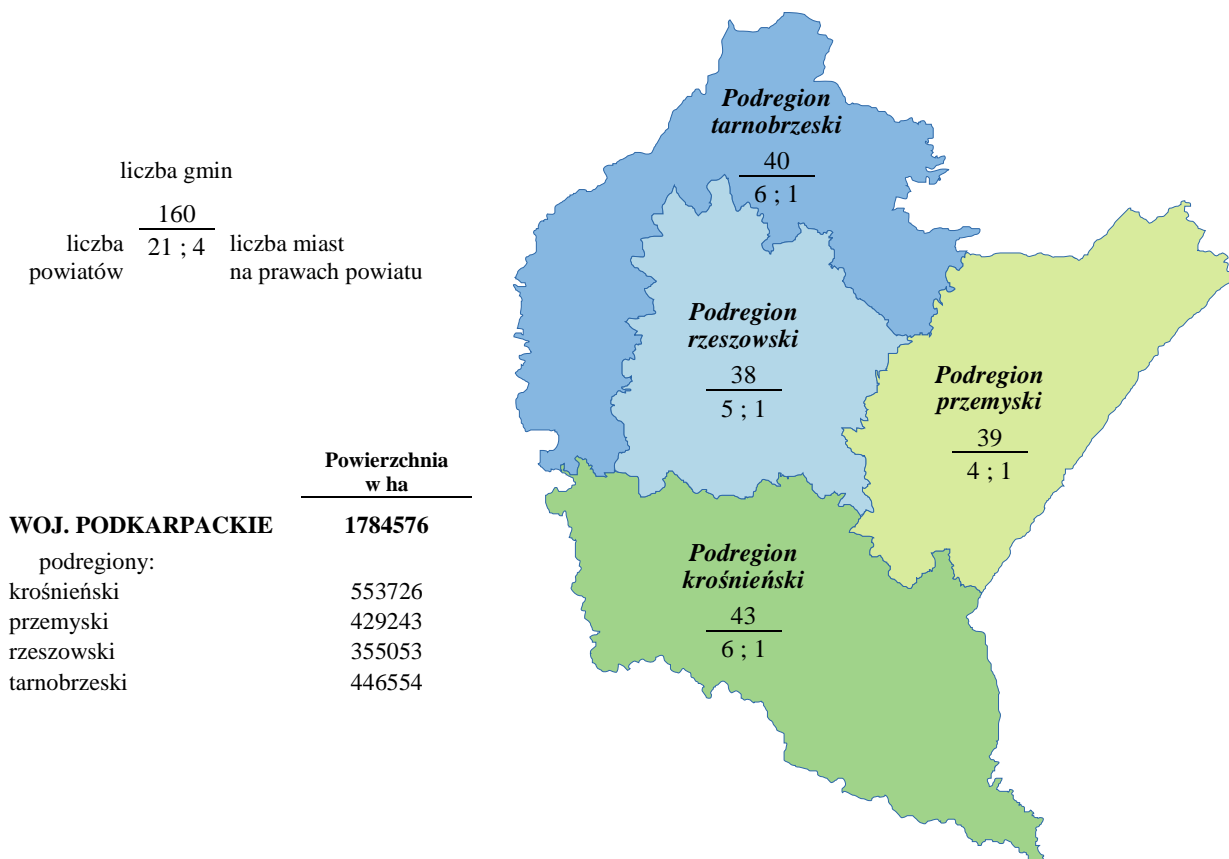 liczba gmin
160
21 ; 4
liczba
powiatów
liczba miast
na prawach powiatu
Powierzchnia
w ha
WOJ. PODKARPACKIE 1784576
podregiony:
krośnieński 553726
przemyski 429243
rzeszowski 355053
tarnobrzeski 446554
Podregion
tarnobrzeski
40
6 ; 1
Podregion
rzeszowski
38
5 ; 1
Podregion
przemyski
39
4 ; 1
Podregion
krośnieński
43
6 ; 1